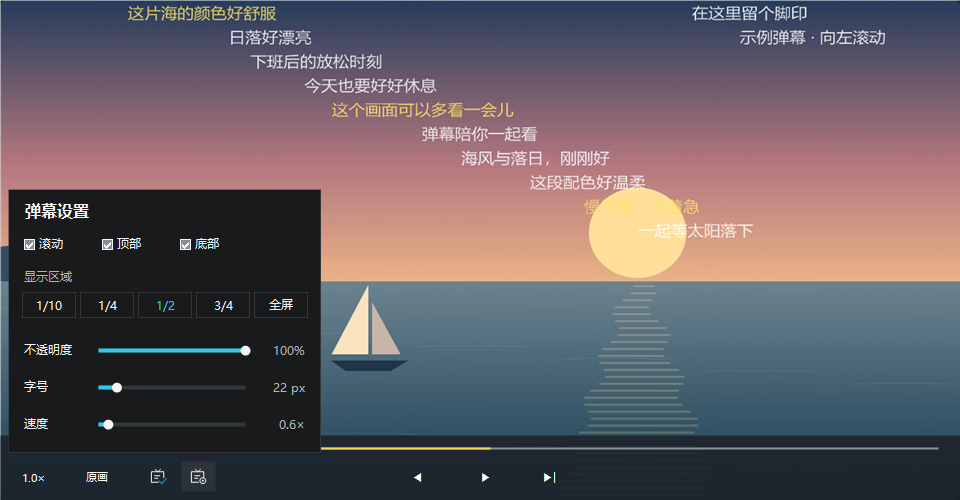 这片海的颜色好舒服
在这里留个脚印
日落好漂亮
示例弹幕 · 向左滚动
下班后的放松时刻
今天也要好好休息
这个画面可以多看一会儿
弹幕陪你一起看
海风与落日，刚刚好
这段配色好温柔
慢 急
一起等太阳落下
弹幕设置
滚动 顶部 底部
显示区域
1/10 1/4 1/2 3/4 全屏
不透明度 100%
字号 22 px
速度 0.6×
1.0× 原画